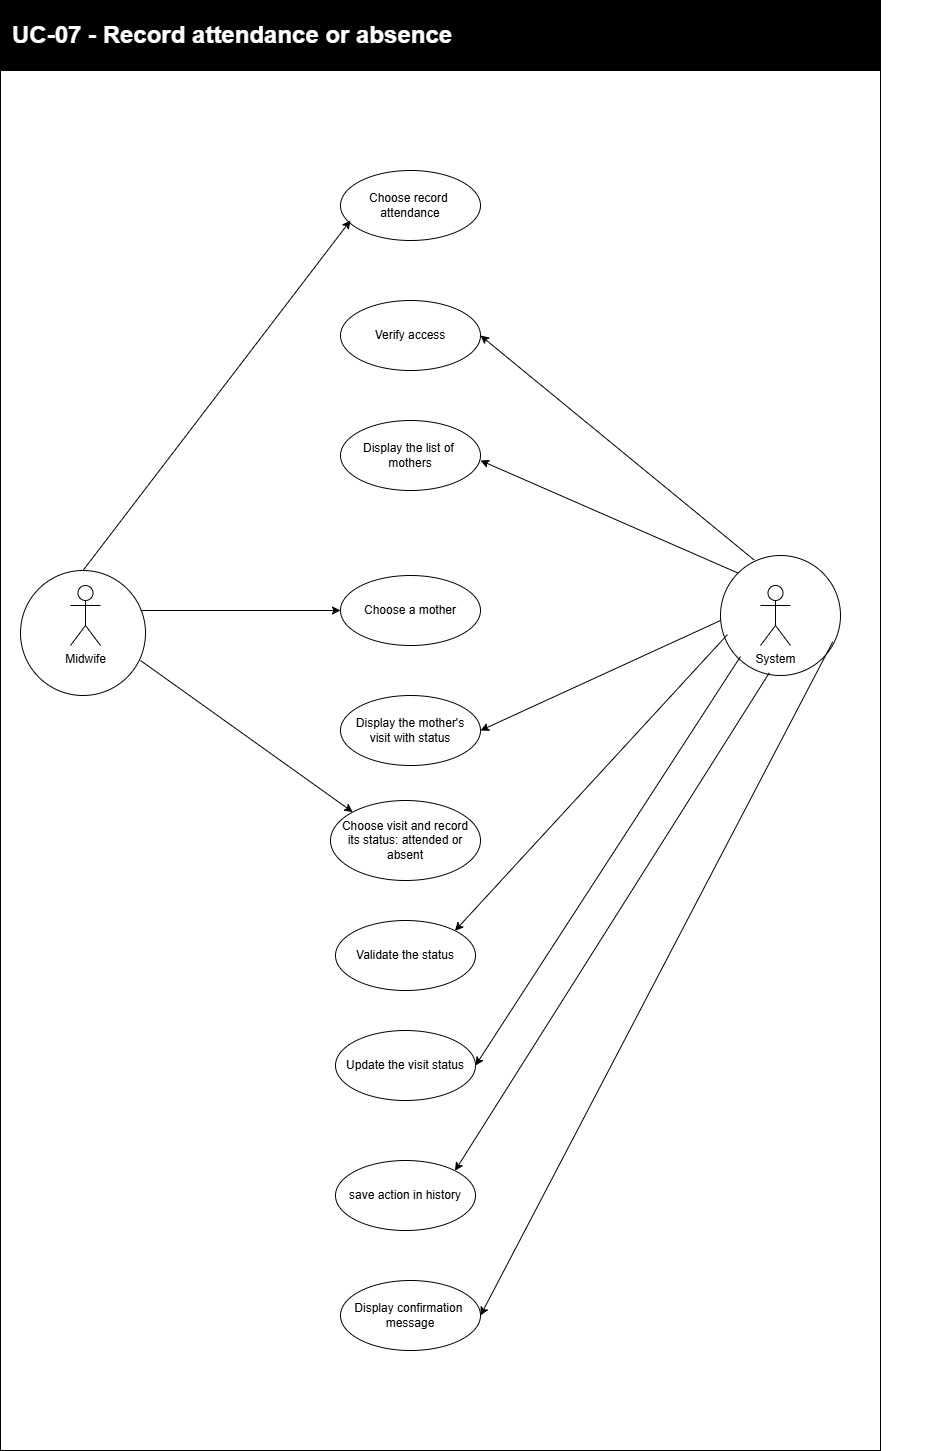 UC-07 - Record attendance or absence
Choose record
attendance
Verify access
Display the list of
mothers
Choose a mother
Midwife
System
Display the mother's
visit with status
Choose visit and record
its status: attended or
absent
Validate the status
Update the visit status
save action in history
Display confirmation
message